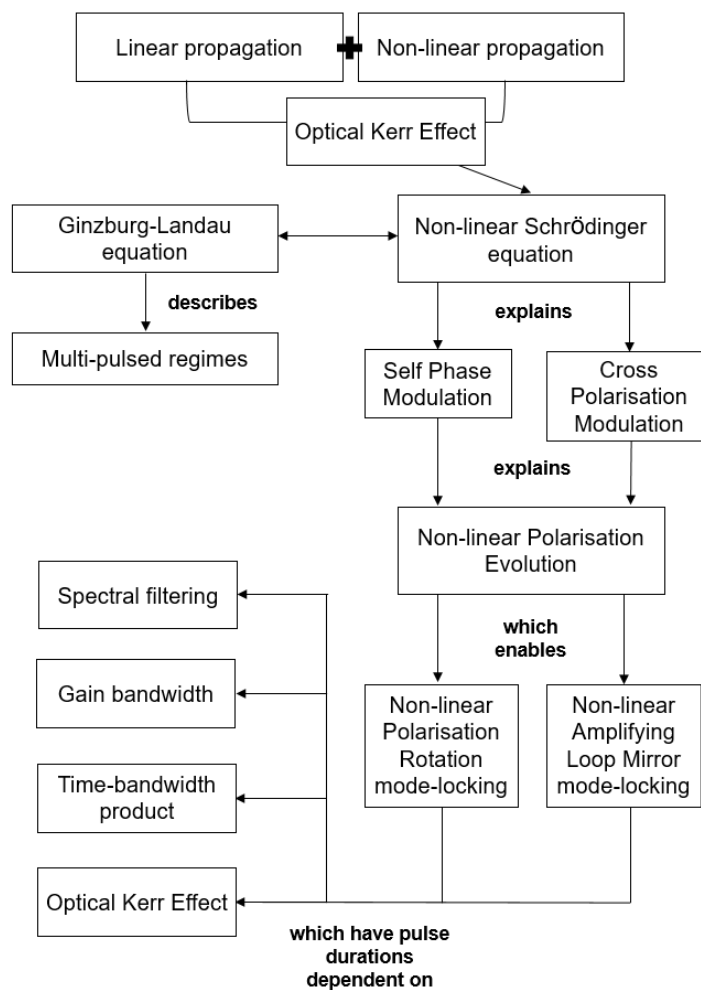 Linear propagation
Non-linear propagation
Optical Kerr Effect
Ginzburg-Landau
equation
Non-linear Schrödinger
equation
describes
explains
Multi-pulsed regimes
Self Phase
Modulation
Cross
Polarisation
Modulation
explains
Non-linear Polarisation
Evolution
Spectral filtering
which
enables
Gain bandwidth
Non-linear
Polarisation
Rotation
mode-locking
Non-linear
Amplifying
Loop Mirror
mode-locking
Time-bandwidth
product
Optical Kerr Effect
which have pulse
durations
dependent on